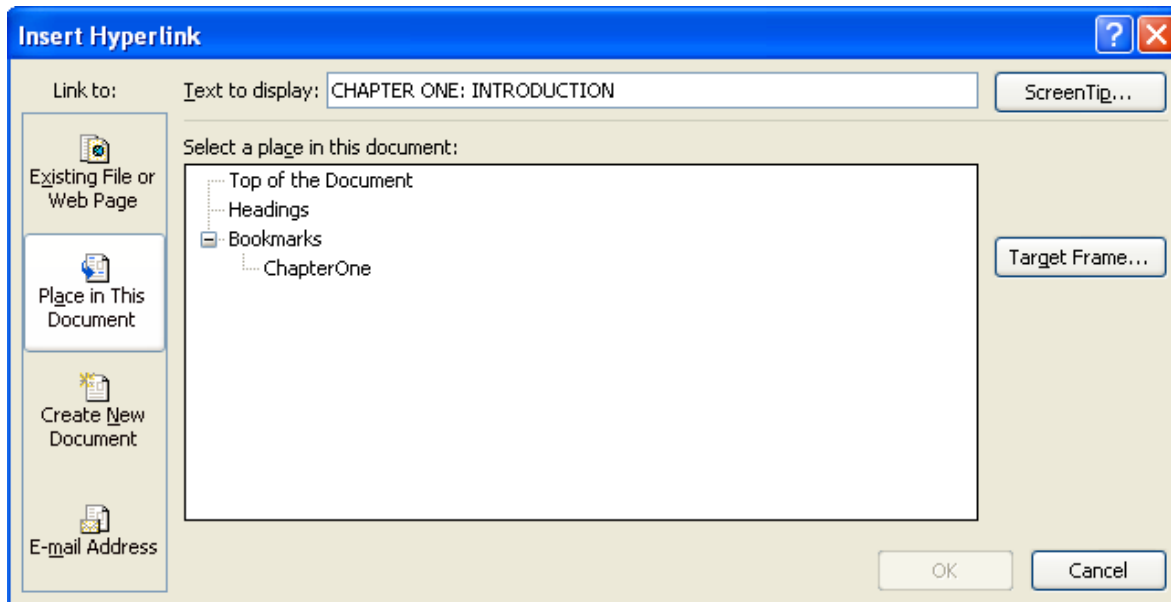 Insert Hyperlink
Link to:
Text to display: CHAPTER ONE: INTRODUCTION
ScreenTip...
Existing File or
Web Page
Place in This
Document
Create New
Document
E-mail Address
Select a place in this document:
Top of the Document
Headings
Bookmarks
ChapterOne
Target Frame...
OK
Cancel